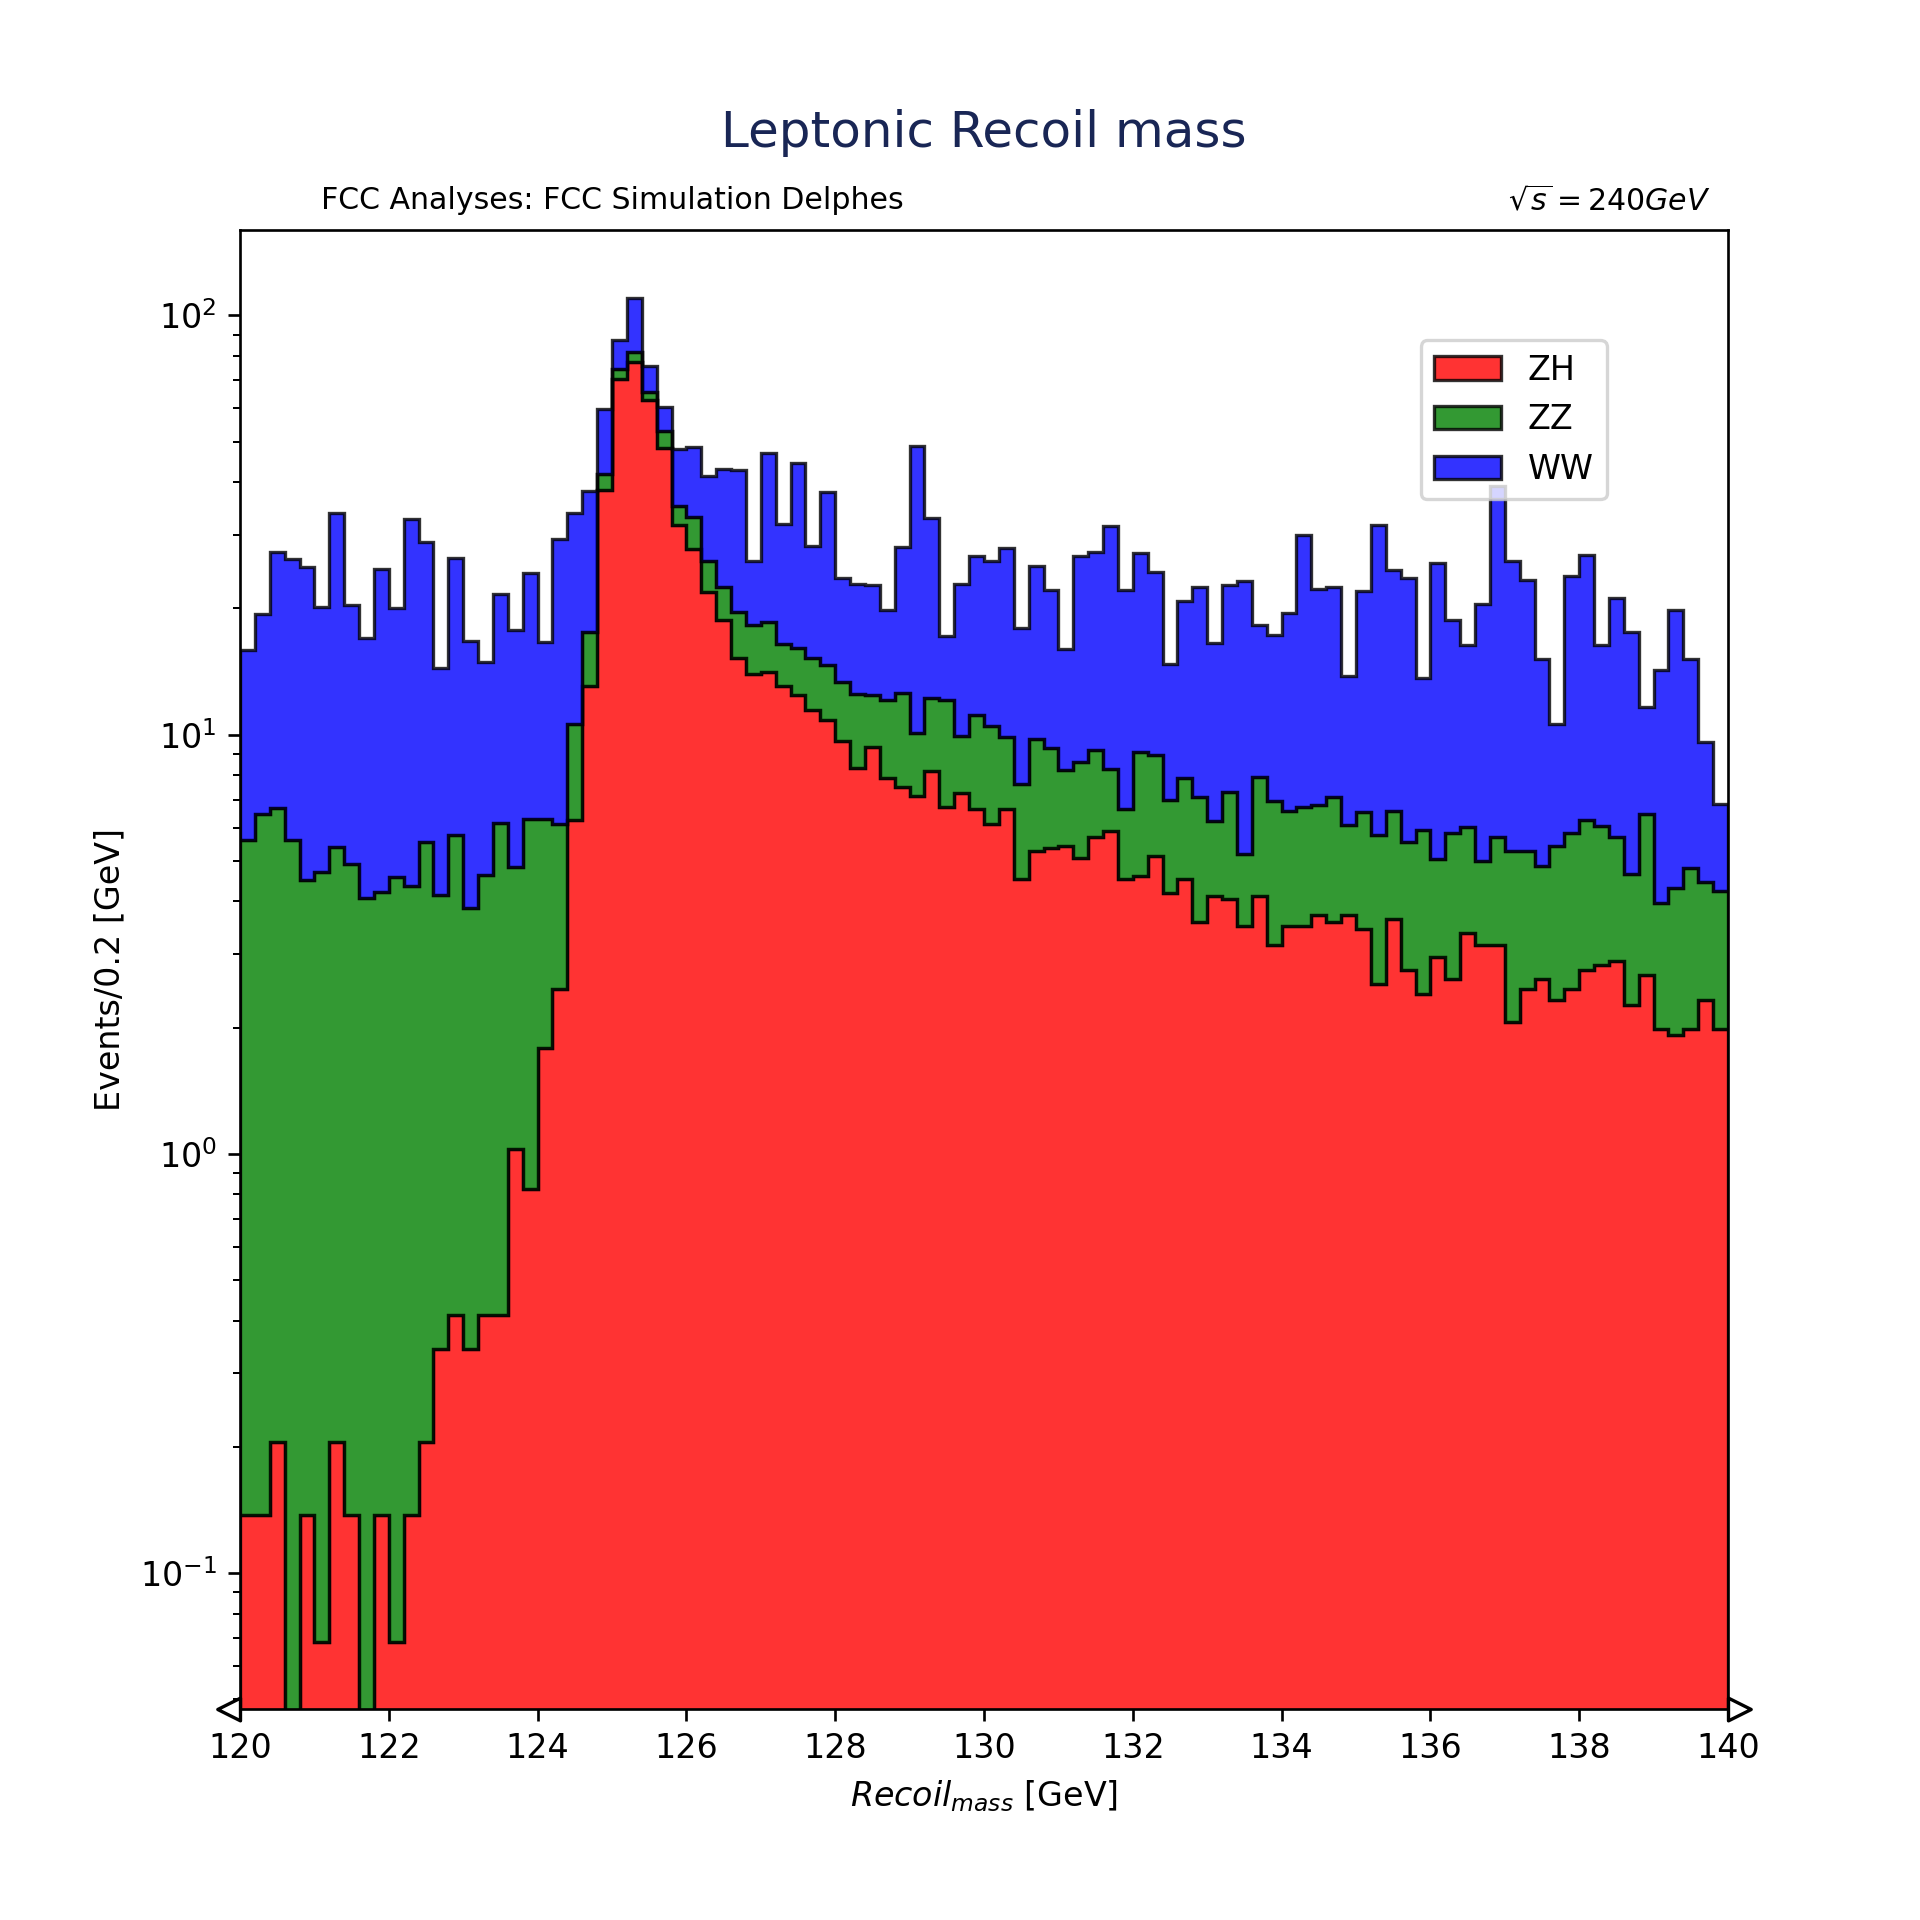 Leptonic Recoil mass
FCC Analyses: FCC Simulation Delphes
√s = 240GeV
10²
10¹
10⁰
10⁻¹
Events/0.2 [GeV]
ZH
ZZ
WW
120 122 124 126 128 130 132 134 136 138 140
Recoil_mass [GeV]